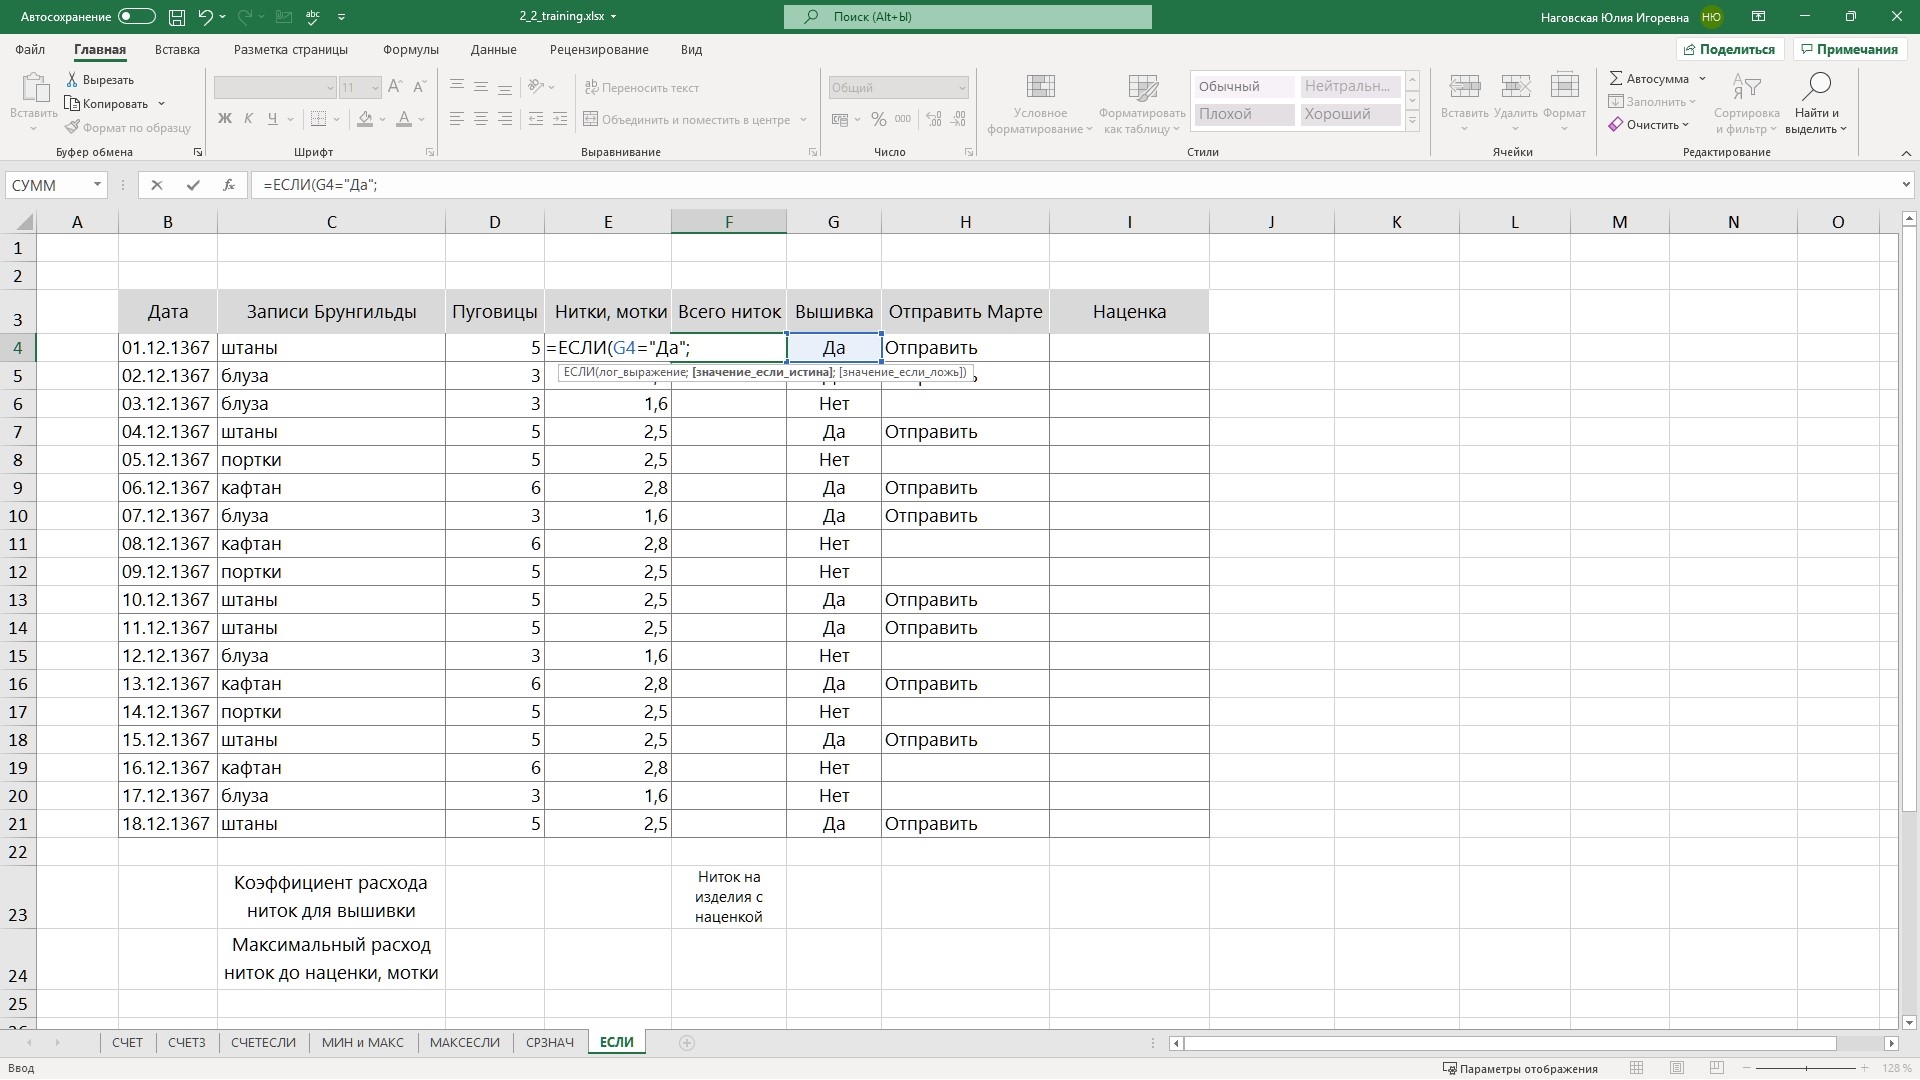 Автосохранение 2_2_training.xlsx Поиск (Alt+Ы) Наговская Юлия Игоревна НЮ
Файл Главная Вставка Разметка страницы Формулы Данные Рецензирование Вид Поделиться Примечания
Вставить Вырезать Копировать Формат по образцу
Буфер обмена
11
Ж К Ч
Шрифт
Переносить текст
Объединить и поместить в центре
Выравнивание
Общий
% 000
Число
Условное форматирование
Форматировать как таблицу
Обычный Нейтральн...
Плохой Хороший
Стили
Вставить Удалить Формат
Ячейки
Автосумма
Заполнить
Очистить
Сортировка и фильтр
Найти и выделить
Редактирование
СУММ fx =ЕСЛИ(G4="Да";
A B C D E F G H I J K L M N O
1
2
3 Дата Записи Брунгильды Пуговицы Нитки, мотки Всего ниток Вышивка Отправить Марте Наценка
4 01.12.1367 штаны 5 =ЕСЛИ(G4="Да"; Да Отправить
ЕСЛИ(лог_выражение; [значение_если_истина]; [значение_если_ложь])
5 02.12.1367 блуза 3
6 03.12.1367 блуза 3 1,6 Нет
7 04.12.1367 штаны 5 2,5 Да Отправить
8 05.12.1367 портки 5 2,5 Нет
9 06.12.1367 кафтан 6 2,8 Да Отправить
10 07.12.1367 блуза 3 1,6 Да Отправить
11 08.12.1367 кафтан 6 2,8 Нет
12 09.12.1367 портки 5 2,5 Нет
13 10.12.1367 штаны 5 2,5 Да Отправить
14 11.12.1367 штаны 5 2,5 Да Отправить
15 12.12.1367 блуза 3 1,6 Нет
16 13.12.1367 кафтан 6 2,8 Да Отправить
17 14.12.1367 портки 5 2,5 Нет
18 15.12.1367 штаны 5 2,5 Да Отправить
19 16.12.1367 кафтан 6 2,8 Нет
20 17.12.1367 блуза 3 1,6 Нет
21 18.12.1367 штаны 5 2,5 Да Отправить
22
Коэффициент расхода
ниток для вышивки
23
Ниток на
изделия с
наценкой
Максимальный расход
ниток до наценки, мотки
24
25
СЧЕТ СЧЕТЗ СЧЕТЕСЛИ МИН и МАКС МАКСЕСЛИ СРЗНАЧ ЕСЛИ
Ввод Параметры отображения 128 %